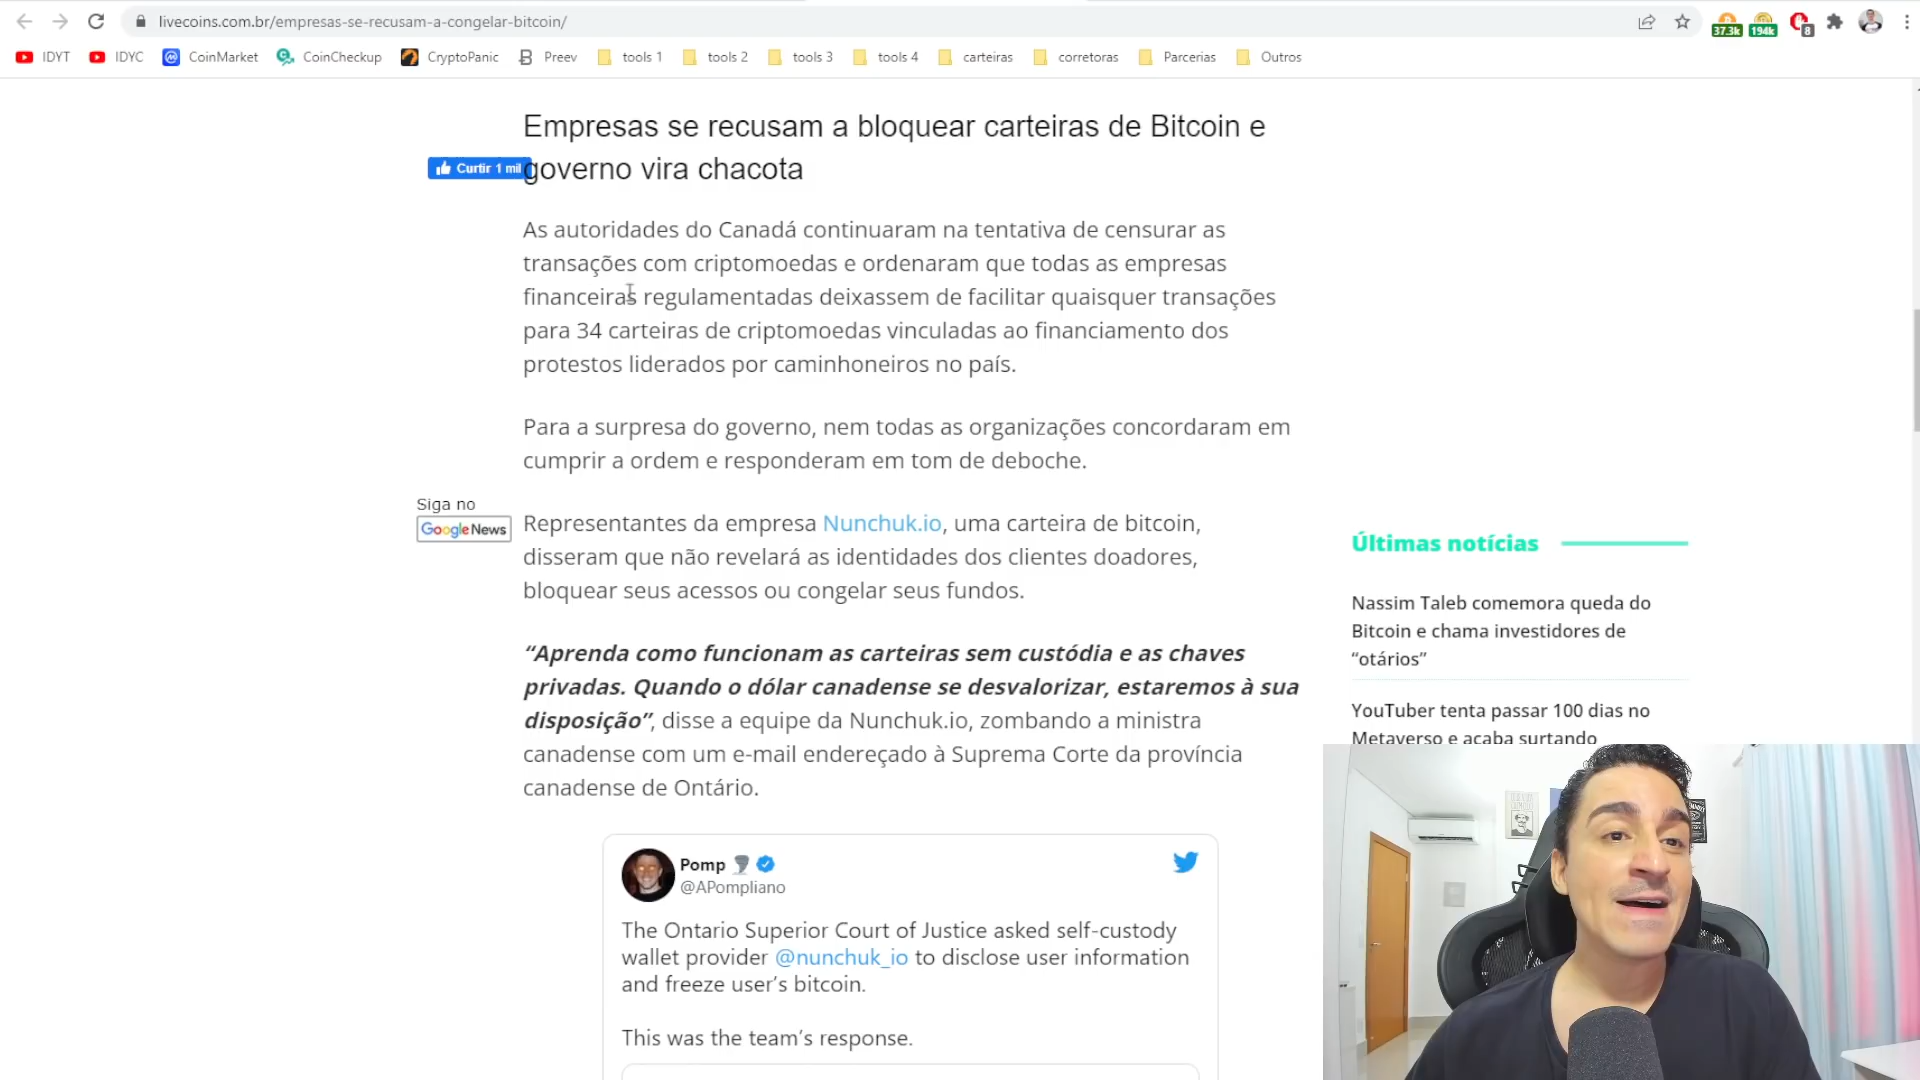 livecoins.com.br/empresas-se-recusam-a-congelar-bitcoin/
37.3k
194k
8
IDYT
IDYC
CoinMarket
CoinCheckup
CryptoPanic
Preev
tools 1
tools 2
tools 3
tools 4
carteiras
corretoras
Parcerias
Outros
Empresas se recusam a bloquear carteiras de Bitcoin e
governo vira chacota
Curtir 1 mil
As autoridades do Canadá continuaram na tentativa de censurar as
transações com criptomoedas e ordenaram que todas as empresas
financeiras regulamentadas deixassem de facilitar quaisquer transações
para 34 carteiras de criptomoedas vinculadas ao financiamento dos
protestos liderados por caminhoneiros no país.
Para a surpresa do governo, nem todas as organizações concordaram em
cumprir a ordem e responderam em tom de deboche.
Siga no
Google News
Representantes da empresa Nunchuk.io, uma carteira de bitcoin,
disseram que não revelará as identidades dos clientes doadores,
bloquear seus acessos ou congelar seus fundos.
“Aprenda como funcionam as carteiras sem custódia e as chaves
privadas. Quando o dólar canadense se desvalorizar, estaremos à sua
disposição”, disse a equipe da Nunchuk.io, zombando a ministra
canadense com um e-mail endereçado à Suprema Corte da província
canadense de Ontário.
Pomp
@APompliano
The Ontario Superior Court of Justice asked self-custody
wallet provider @nunchuk_io to disclose user information
and freeze user’s bitcoin.
This was the team’s response.
Últimas notícias
Nassim Taleb comemora queda do
Bitcoin e chama investidores de
“otários”
YouTuber tenta passar 100 dias no
Metaverso e acaba surtando